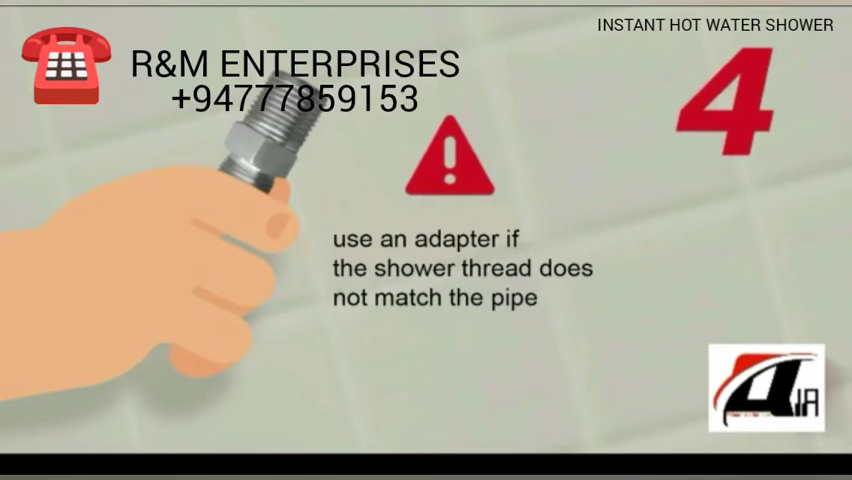 INSTANT HOT WATER SHOWER
R&M ENTERPRISES
+94777859153
4
use an adapter if
the shower thread does
not match the pipe